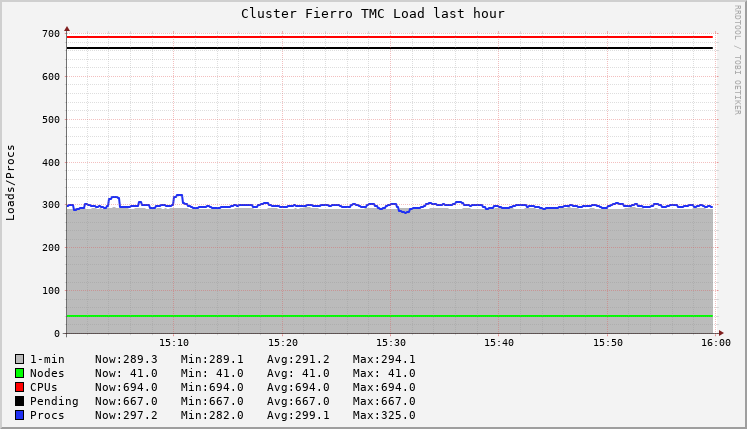 Cluster Fierro TMC Load last hour
RRDTOOL / TOBI OETIKER
Loads/Procs
700
600
500
400
300
200
100
0
15:10 15:20 15:30 15:40 15:50 16:00
1-min Now:289.3 Min:289.1 Avg:291.2 Max:294.1
Nodes Now: 41.0 Min: 41.0 Avg: 41.0 Max: 41.0
CPUs Now:694.0 Min:694.0 Avg:694.0 Max:694.0
Pending Now:667.0 Min:667.0 Avg:667.0 Max:667.0
Procs Now:297.2 Min:282.0 Avg:299.1 Max:325.0